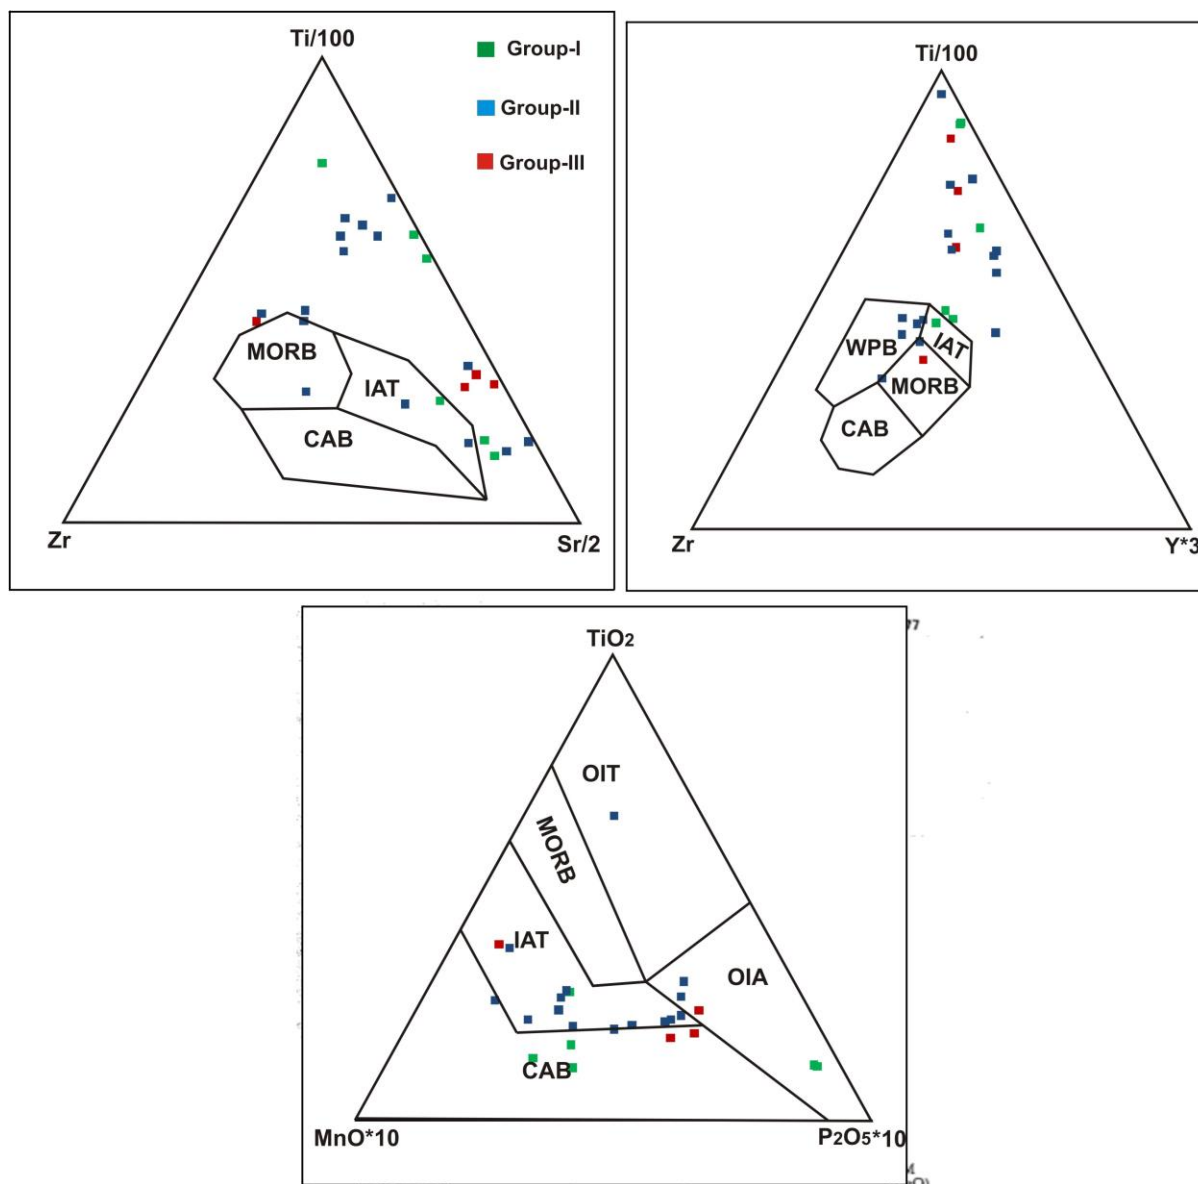 Ti/100
Group-I
Group-II
Group-III
MORB
IAT
CAB
Zr
Sr/2
Ti/100
WPB
IAT
MORB
CAB
Zr
Y*3
TiO2
OIT
MORB
IAT
OIA
CAB
MnO*10
P2O5*10